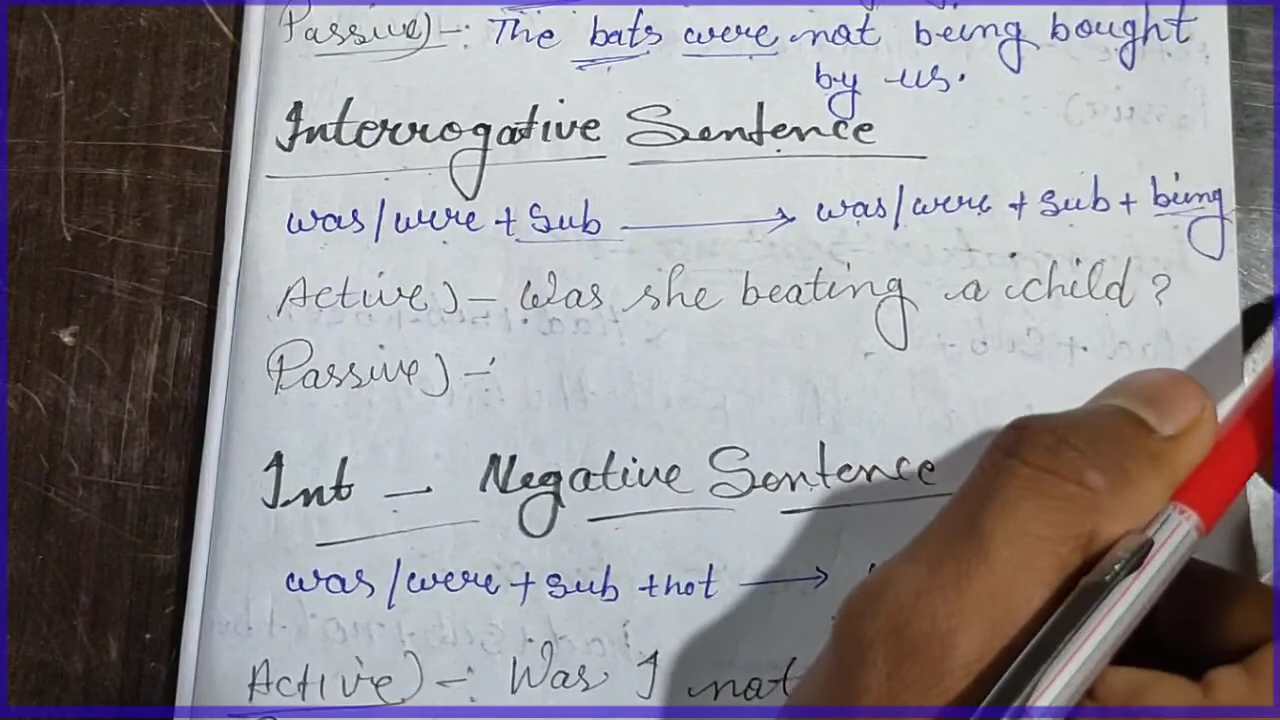 Passive) -: The bats were not being bought
by us.
Interrogative Sentence
was/were + sub ⟶ was/were + sub + being
Active) - Was she beating a child?
Passive) -:
Int - Negative Sentence
was/were + sub + not ⟶
Active) -: Was I not